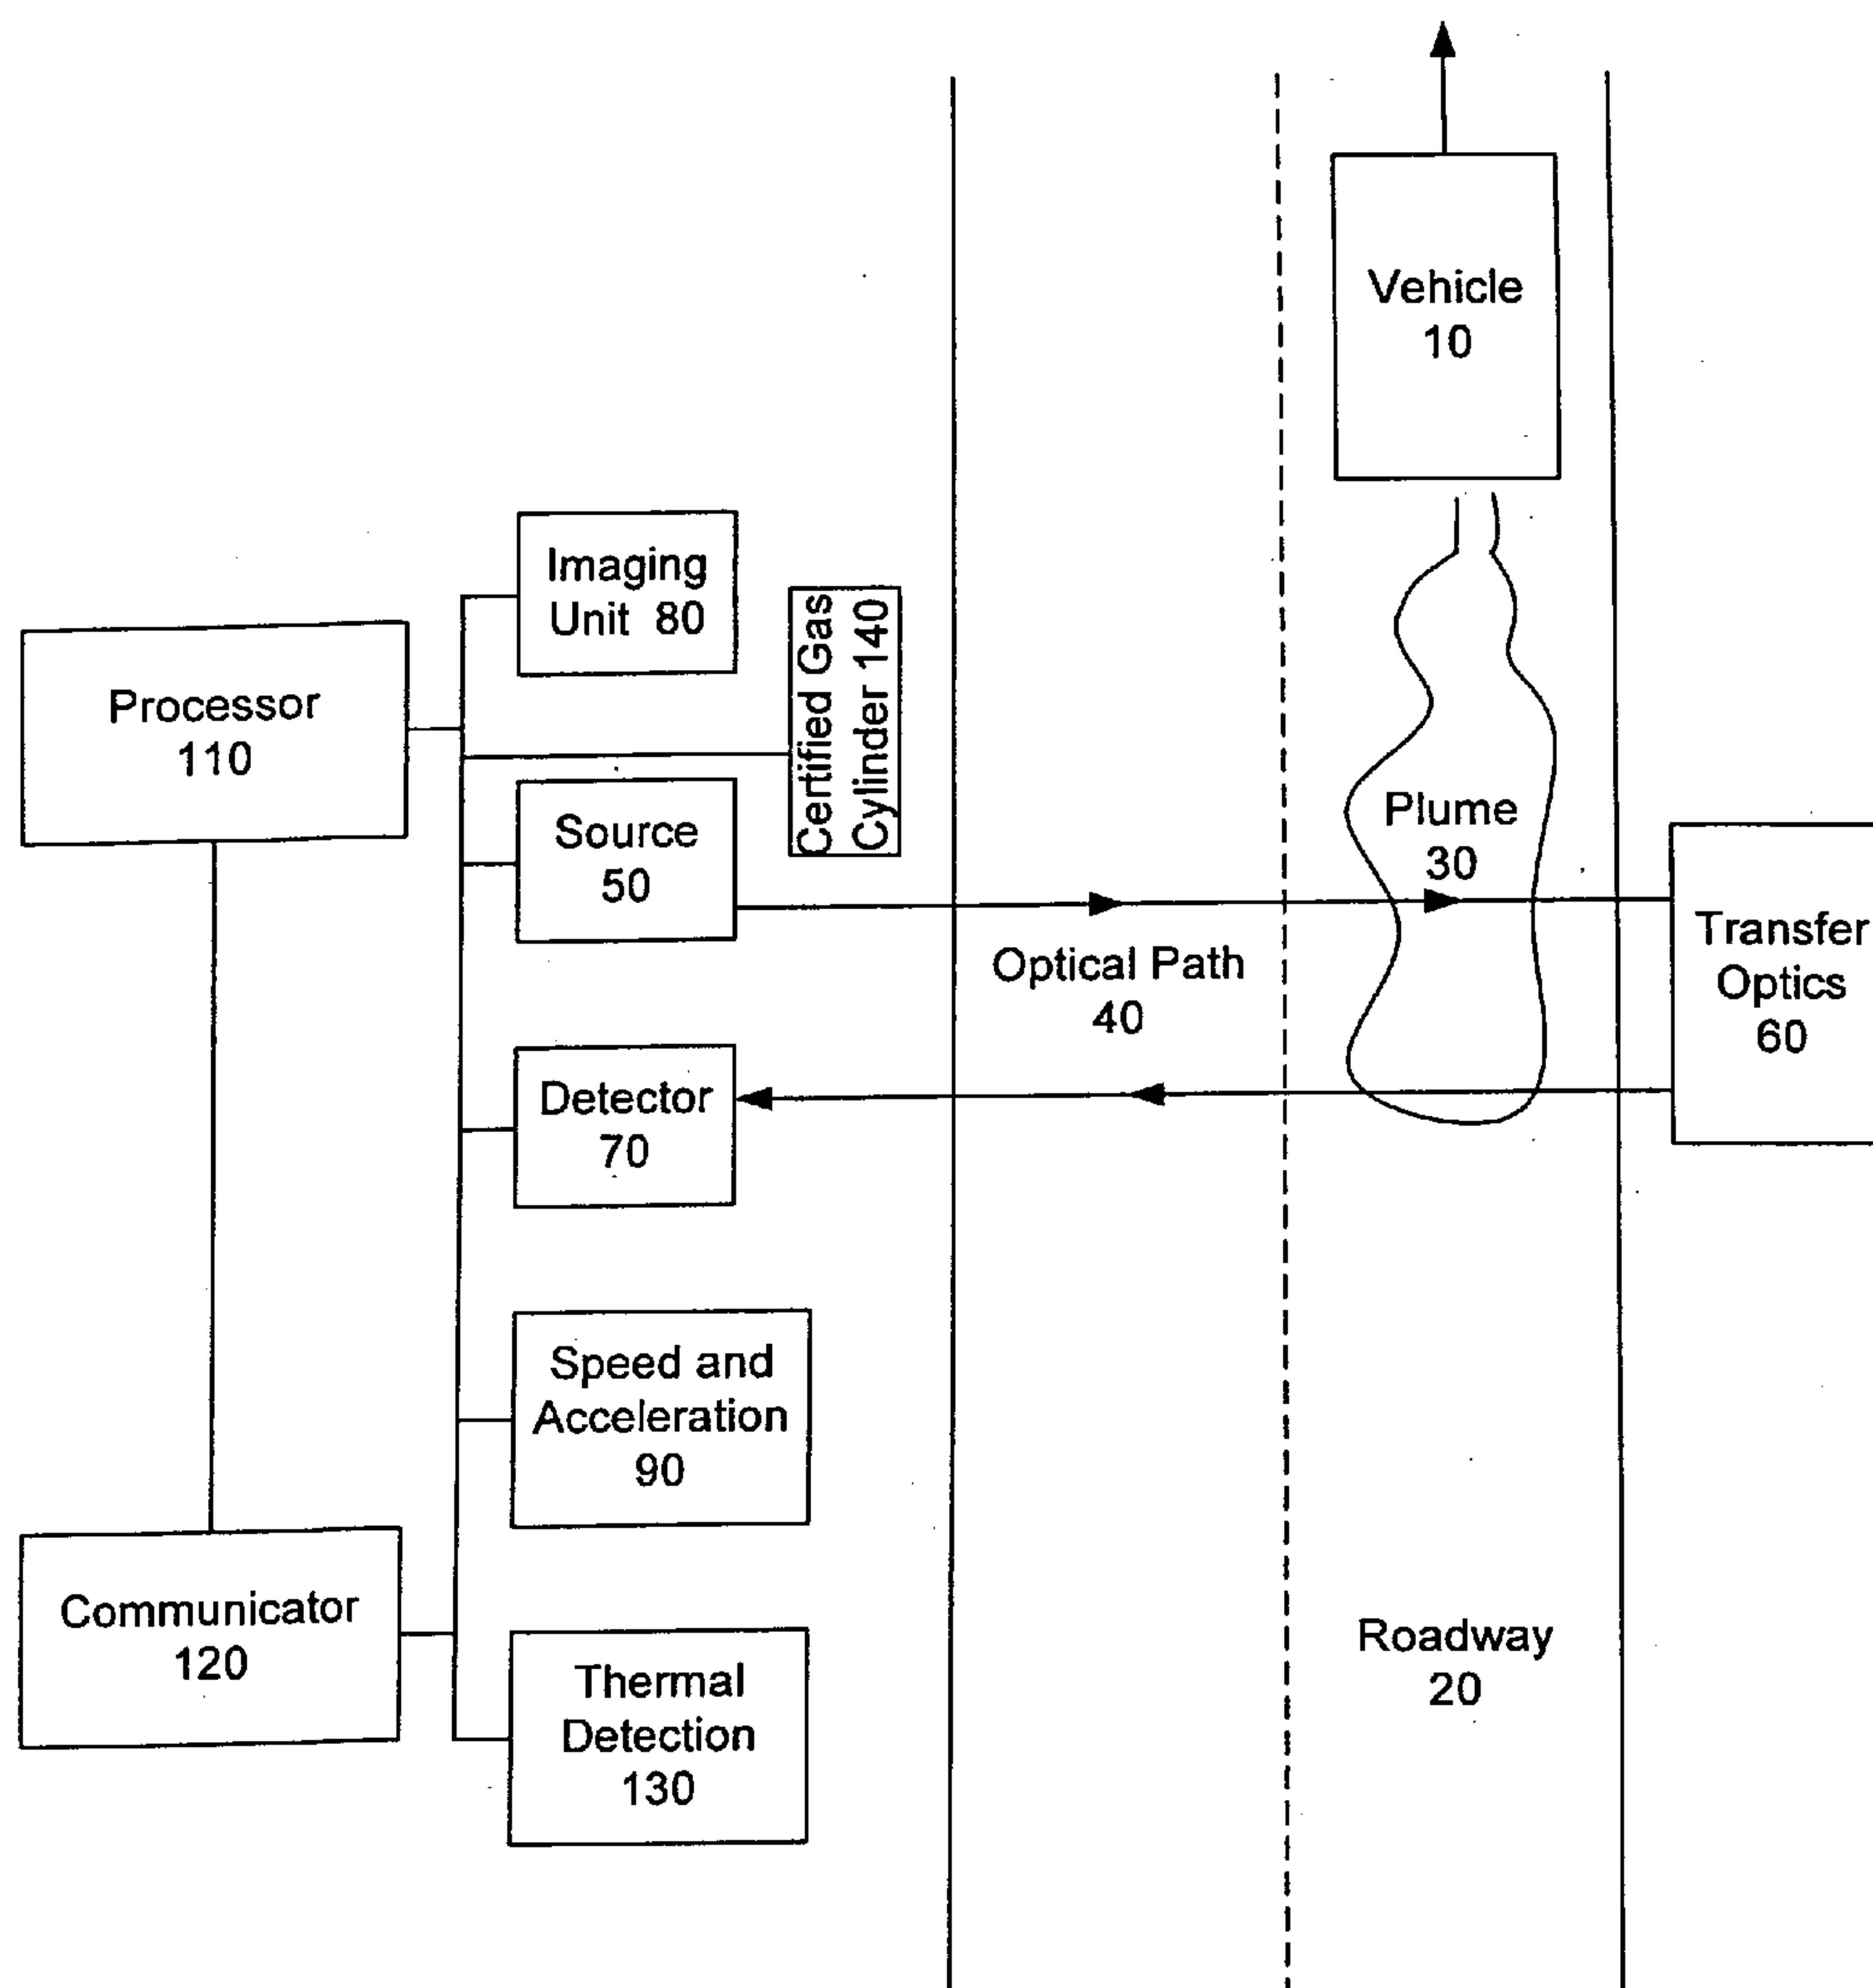 Vehicle
10
Imaging
Unit 80
Certified Gas
Cylinder 140
Processor
110
Source
50
Plume
30
Transfer
Optics
60
Optical Path
40
Detector
70
Speed and
Acceleration
90
Communicator
120
Thermal
Detection
130
Roadway
20